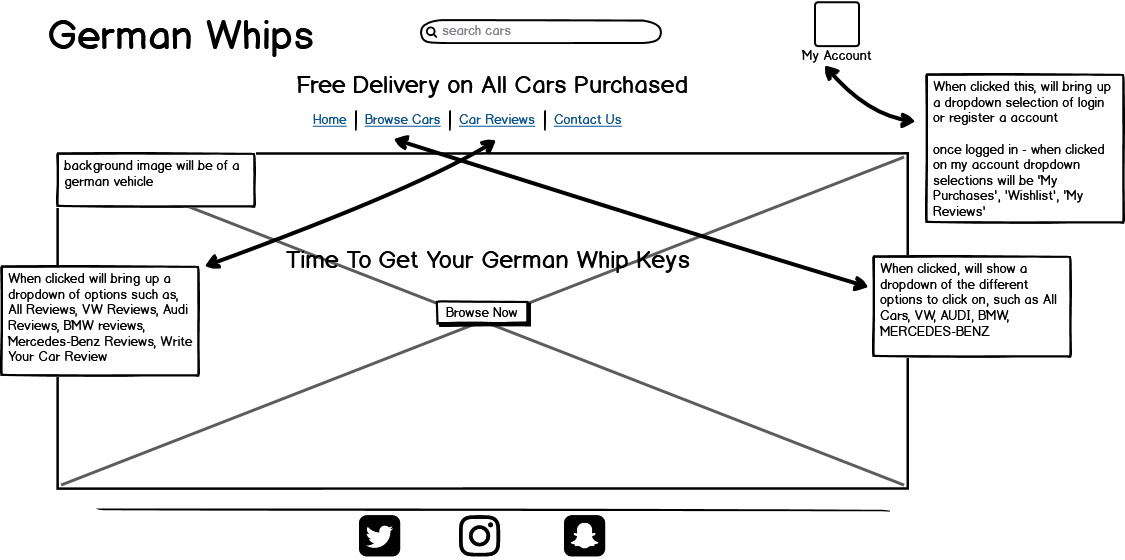 German Whips
search cars
My Account
Free Delivery on All Cars Purchased
Home | Browse Cars | Car Reviews | Contact Us
When clicked this, will bring up
a dropdown selection of login
or register a account
once logged in - when clicked
on my account dropdown
selections will be 'My
Purchases', 'Wishlist', 'My
Reviews'
background image will be of a
german vehicle
Time To Get Your German Whip Keys
Browse Now
When clicked will bring up a
dropdown of options such as,
All Reviews, VW Reviews, Audi
Reviews, BMW reviews,
Mercedes-Benz Reviews, Write
Your Car Review
When clicked, will show a
dropdown of the different
options to click on, such as All
Cars, VW, AUDI, BMW,
MERCEDES-BENZ